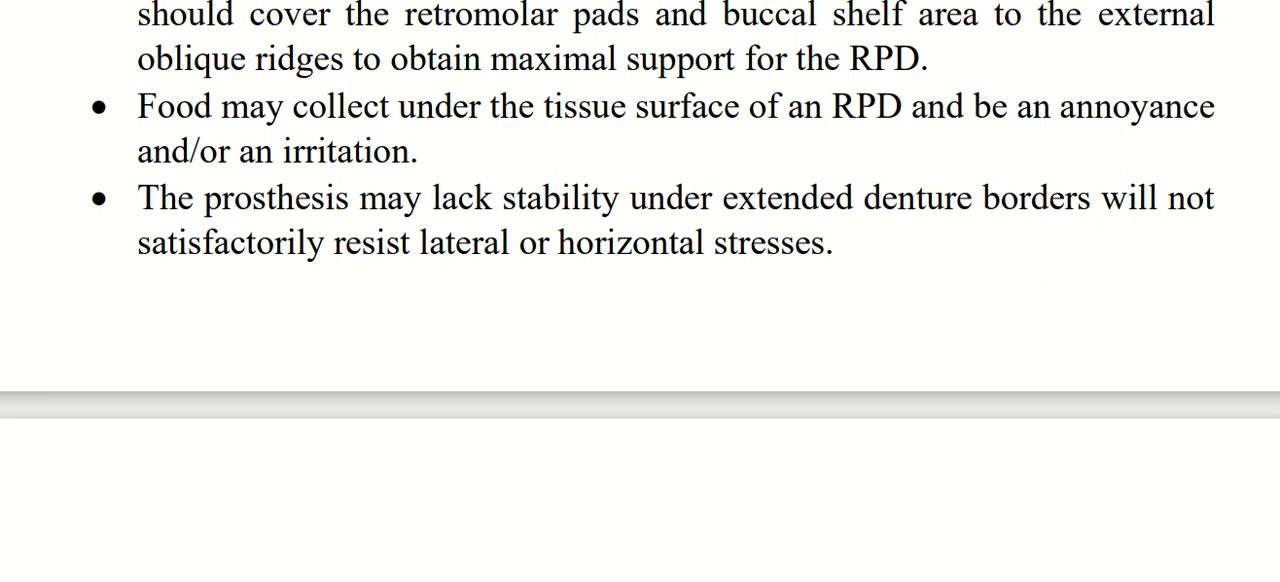 should cover the retromolar pads and buccal shelf area to the external
oblique ridges to obtain maximal support for the RPD.
• Food may collect under the tissue surface of an RPD and be an annoyance
and/or an irritation.
• The prosthesis may lack stability under extended denture borders will not
satisfactorily resist lateral or horizontal stresses.